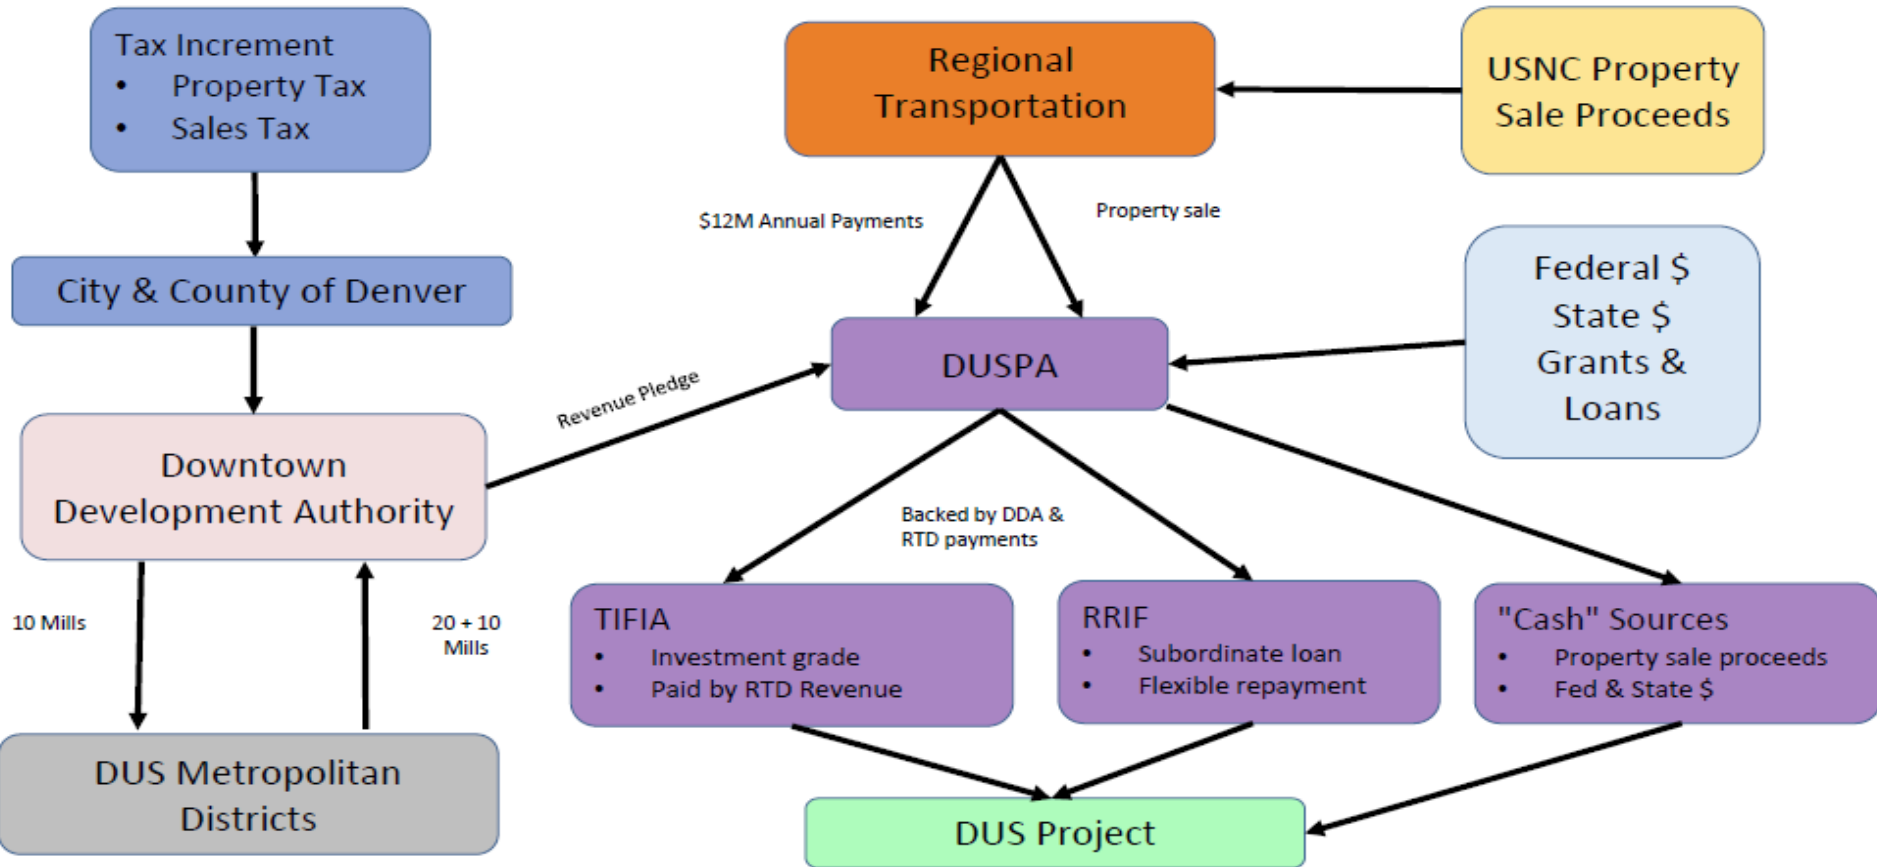 Tax Increment
• Property Tax
• Sales Tax
Regional
Transportation
USNC Property
Sale Proceeds
$12M Annual Payments
Property sale
City & County of Denver
Federal $
State $
Grants &
Loans
DUSPA
Revenue Pledge
Downtown
Development Authority
Backed by DDA &
RTD payments
10 Mills
20 + 10
Mills
TIFIA
• Investment grade
• Paid by RTD Revenue
RRIF
• Subordinate loan
• Flexible repayment
"Cash" Sources
• Property sale proceeds
• Fed & State $
DUS Metropolitan
Districts
DUS Project